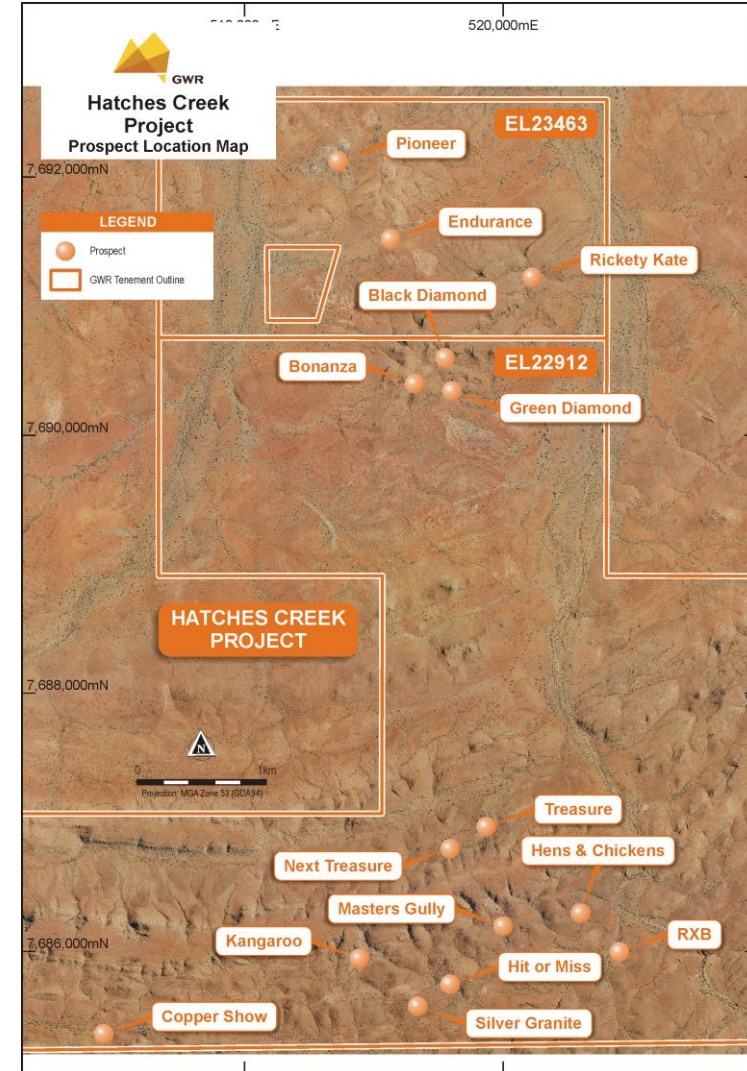 520,000mE
GWR
Hatches Creek
Project
Prospect Location Map
EL23463
Pioneer
7,692,000mN
LEGEND
Prospect
GWR Tenement Outline
Endurance
Rickety Kate
Black Diamond
Bonanza
EL22912
Green Diamond
7,690,000mN
HATCHES CREEK
PROJECT
7,688,000mN
N
0 1km
Projection: MGA Zone 53 (GDA94)
Treasure
Hens & Chickens
Next Treasure
Masters Gully
RXB
Kangaroo
7,686,000mN
Hit or Miss
Copper Show
Silver Granite